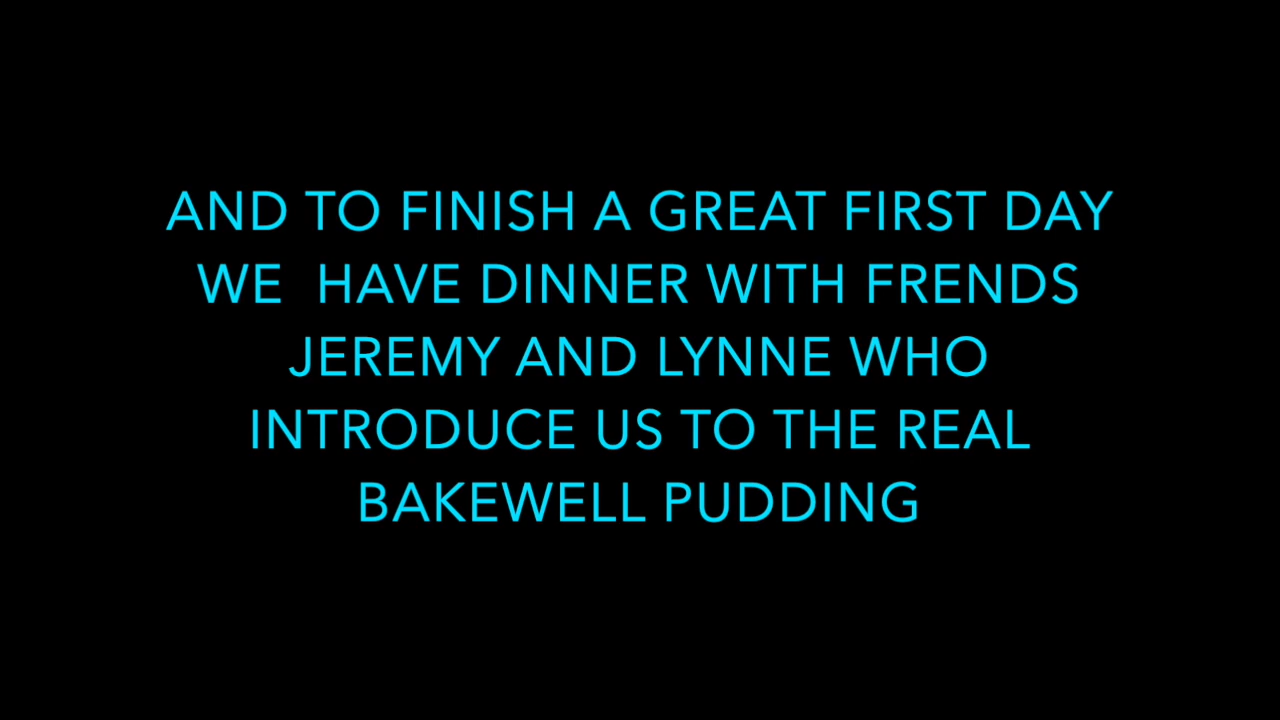 AND TO FINISH A GREAT FIRST DAY
WE  HAVE DINNER WITH FRENDS
JEREMY AND LYNNE WHO
INTRODUCE US TO THE REAL
BAKEWELL PUDDING